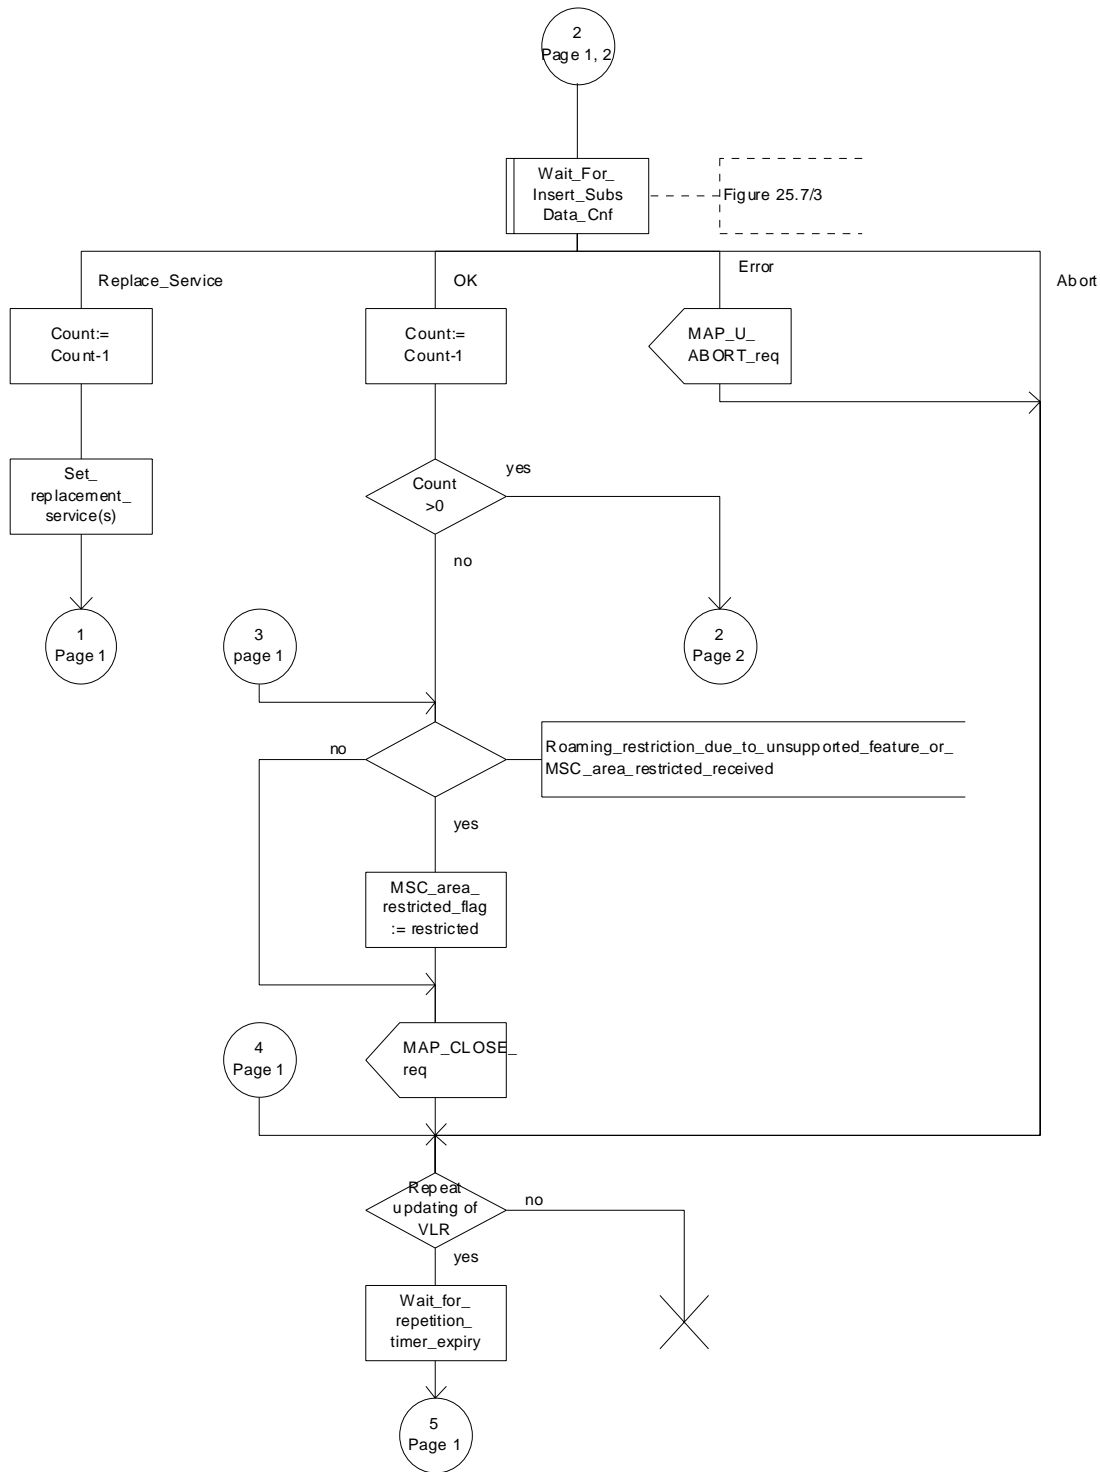 2
Page 1, 2
Wait_For_
Insert_Subs
Data_Cnf
Figure 25.7/3
Replace_Service
OK
Error
Abort
Count:=
Count-1
Count:=
Count-1
MAP_U_
ABORT_req
Set_
replacement_
service(s)
Count
>0
yes
no
1
Page 1
3
page 1
2
Page 2
no
Roaming_restriction_due_to_unsupported_feature_or_
MSC_area_restricted_received
yes
MSC_area_
restricted_flag
:= restricted
4
Page 1
MAP_CLOSE_
req
Repeat
updating of
VLR
no
yes
Wait_for_
repetition_
timer_expiry
5
Page 1